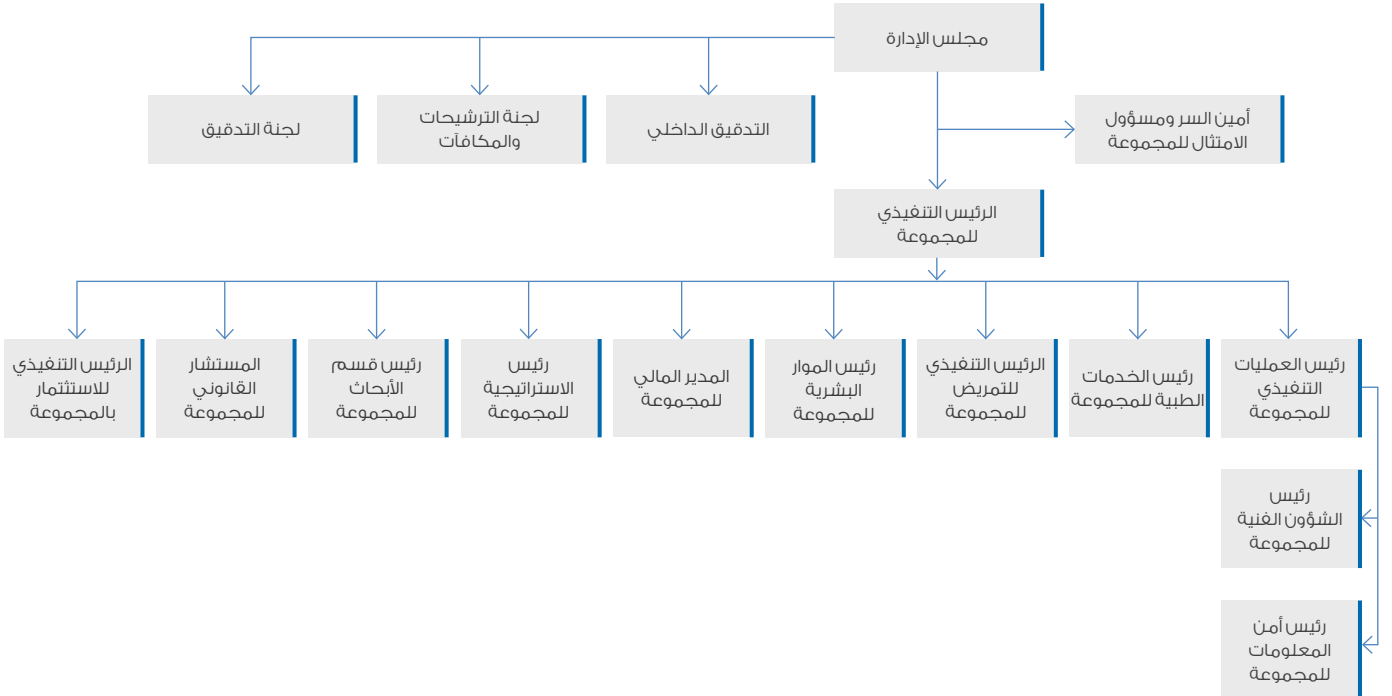 مجلس الإدارة
أمين السر ومسؤول
الامتثال للمجموعة
التدقيق الداخلي
لجنة الترشيحات
والمكافآت
لجنة التدقيق
الرئيس التنفيذي
للمجموعة
رئيس العمليات
التنفيذي
للمجموعة
رئيس الخدمات
الطبية للمجموعة
الرئيس التنفيذي
للتمريض
للمجموعة
رئيس الموار
البشرية
للمجموعة
المدير المالي
للمجموعة
رئيس
الاستراتيجية
للمجموعة
رئيس قسم
الأبحاث
للمجموعة
المستشار
القانوني
للمجموعة
الرئيس التنفيذي
للاستثتمار
بالمجموعة
رئيس
الشؤون الفنية
للمجموعة
رئيس أمن
المعلومات
للمجموعة